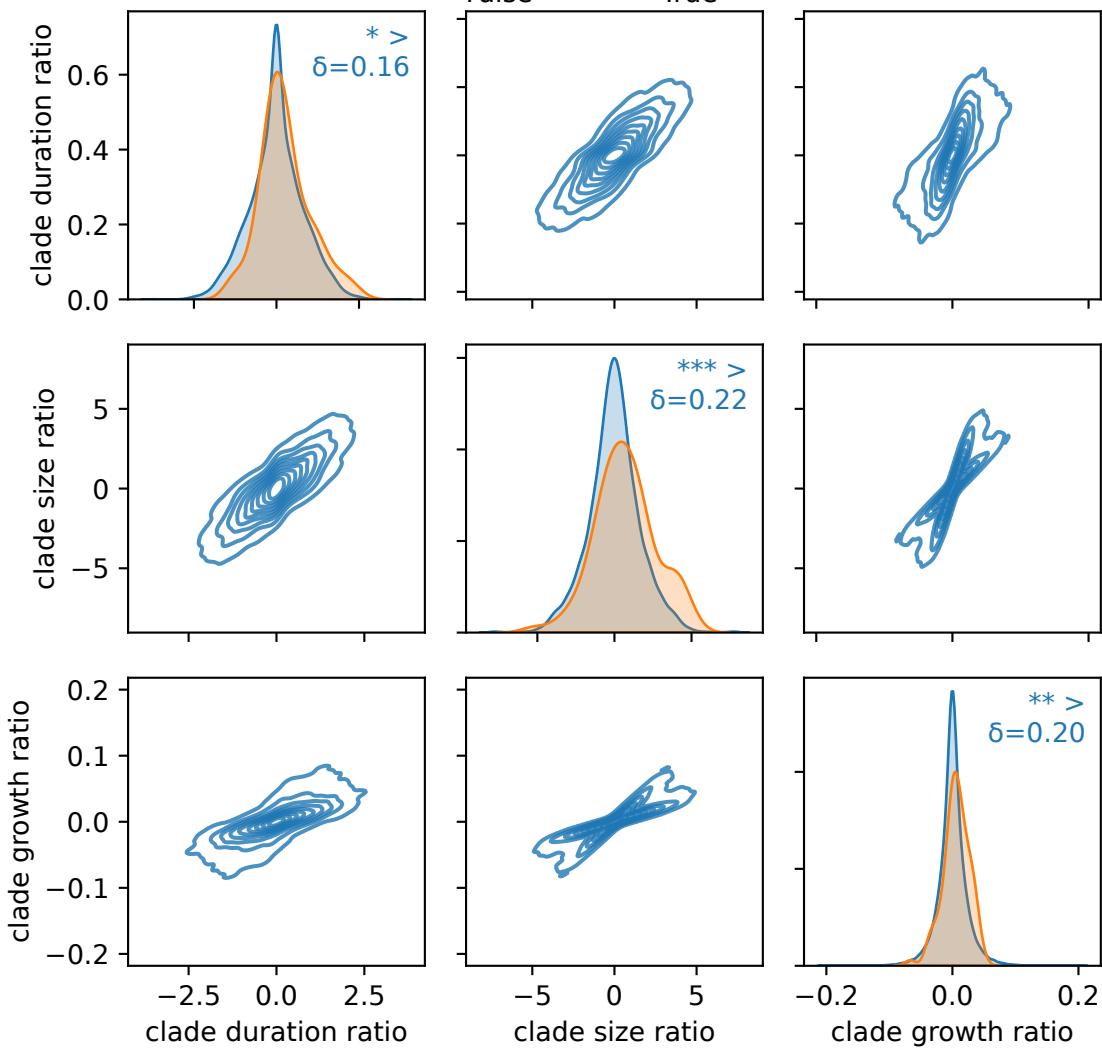 False True
clade duration ratio
0.6
0.4
0.2
0.0
* >
δ=0.16
clade size ratio
5
0
−5
*** >
δ=0.22
clade growth ratio
0.2
0.1
0.0
−0.1
−0.2
** >
δ=0.20
−2.5 0.0 2.5
−5 0 5
−0.2 0.0 0.2
clade duration ratio
clade size ratio
clade growth ratio